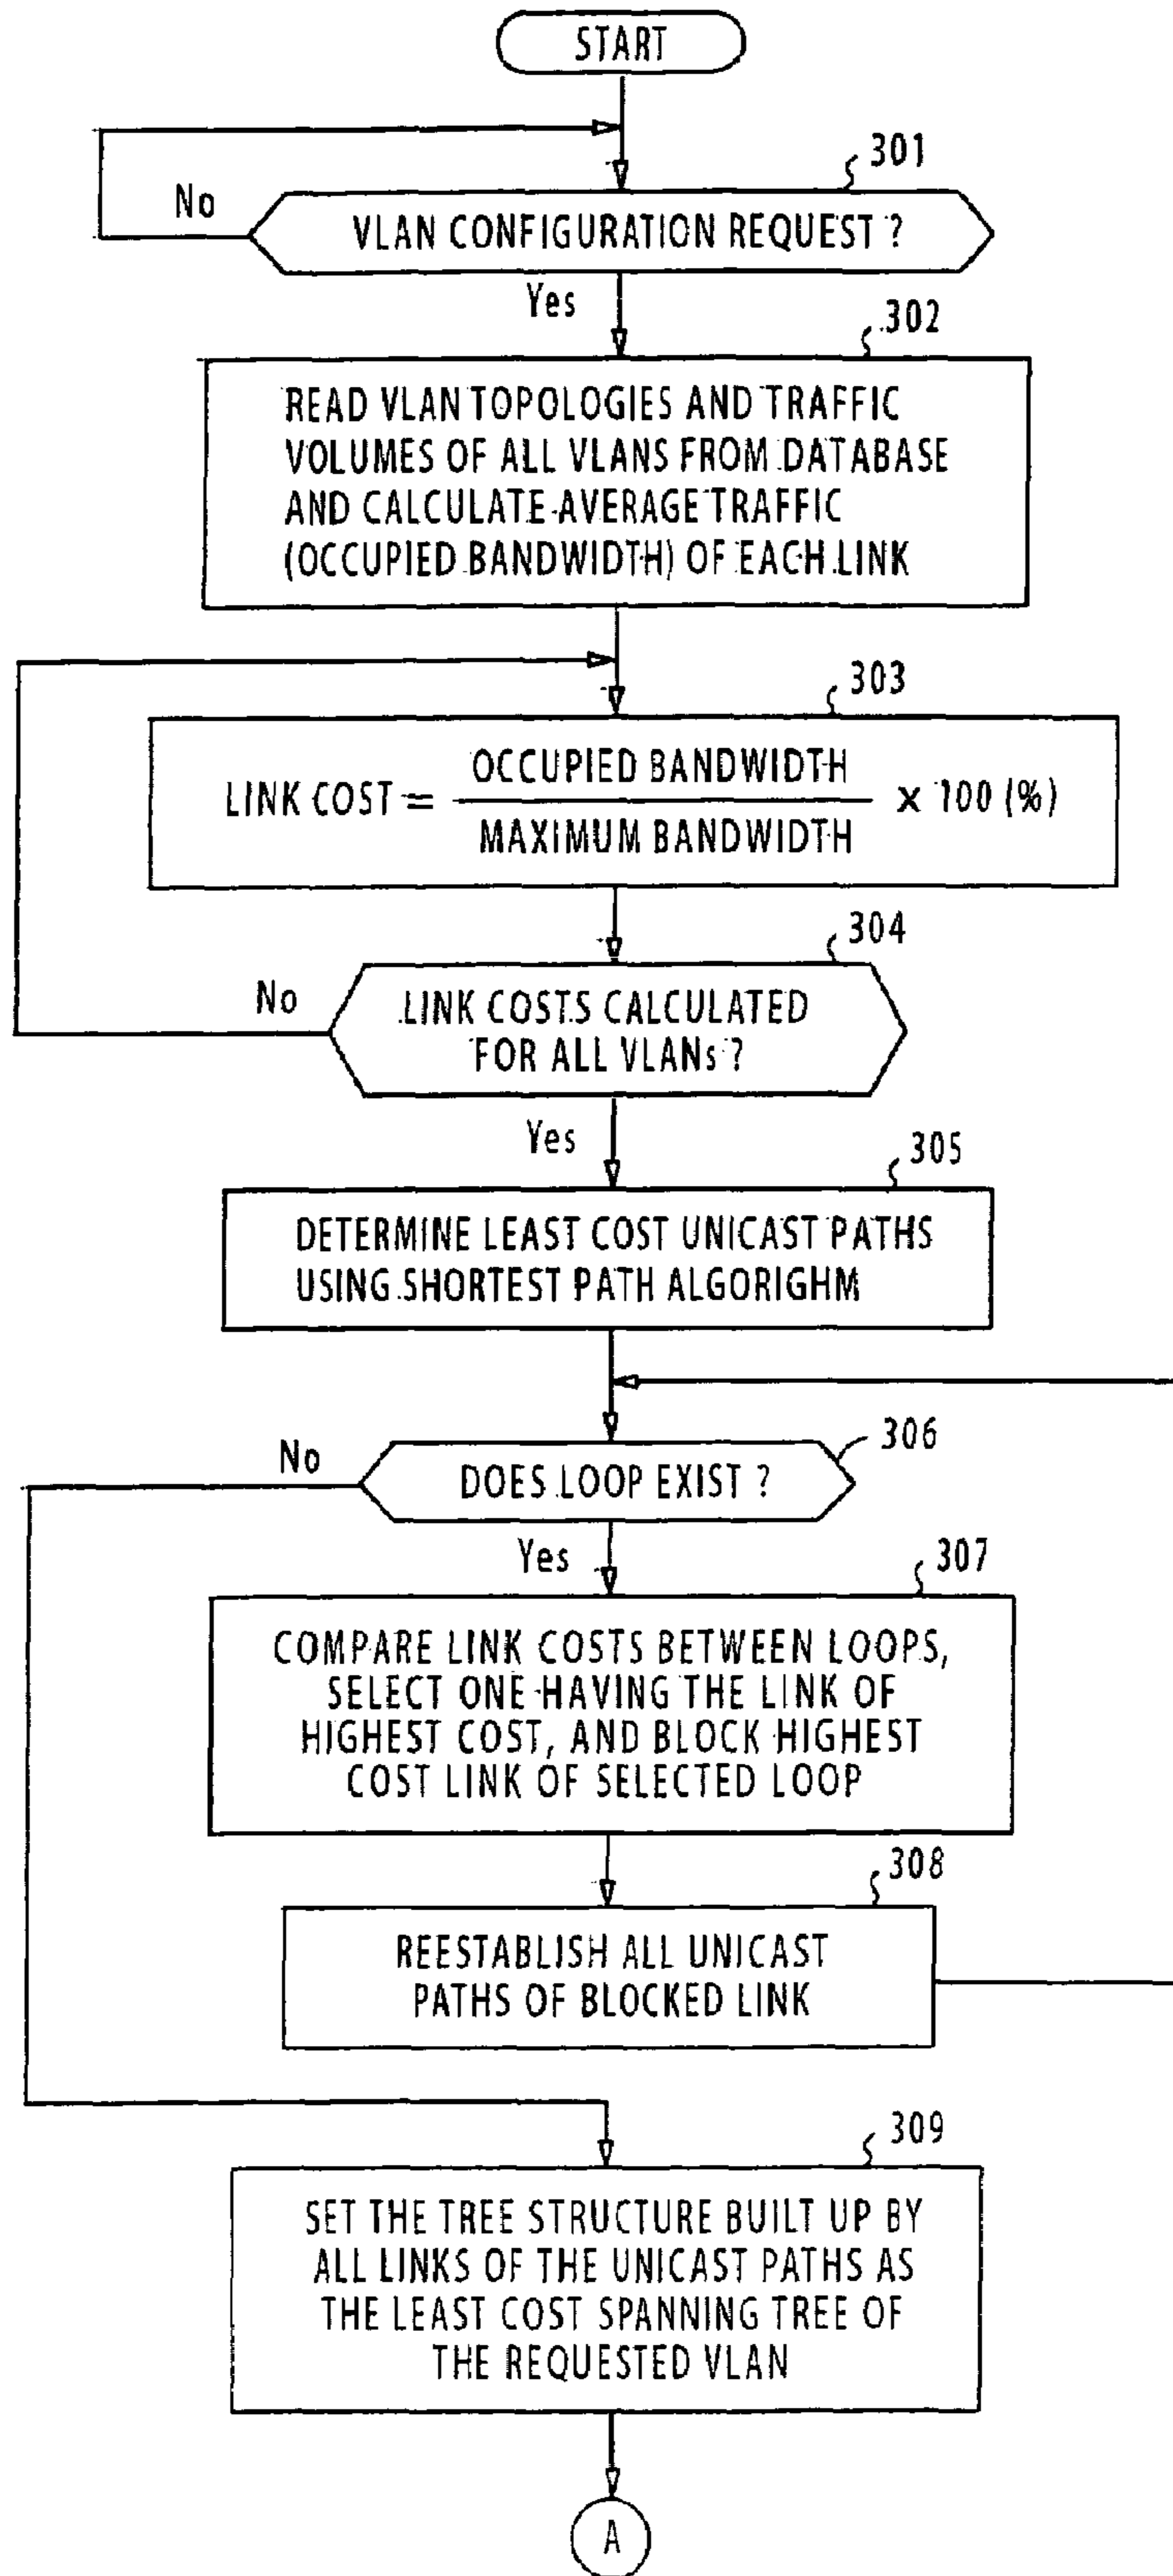 START
301
No
VLAN CONFIGURATION REQUEST ?
Yes
302
READ VLAN TOPOLOGIES AND TRAFFIC
VOLUMES OF ALL VLANS FROM DATABASE
AND CALCULATE AVERAGE TRAFFIC
(OCCUPIED BANDWIDTH) OF EACH LINK
303
LINK COST = OCCUPIED BANDWIDTH / MAXIMUM BANDWIDTH × 100 (%)
304
No
LINK COSTS CALCULATED
FOR ALL VLANs ?
Yes
305
DETERMINE LEAST COST UNICAST PATHS
USING SHORTEST PATH ALGORIGHM
306
No
DOES LOOP EXIST ?
Yes
307
COMPARE LINK COSTS BETWEEN LOOPS,
SELECT ONE HAVING THE LINK OF
HIGHEST COST, AND BLOCK HIGHEST
COST LINK OF SELECTED LOOP
308
REESTABLISH ALL UNICAST
PATHS OF BLOCKED LINK
309
SET THE TREE STRUCTURE BUILT UP BY
ALL LINKS OF THE UNICAST PATHS AS
THE LEAST COST SPANNING TREE OF
THE REQUESTED VLAN
A